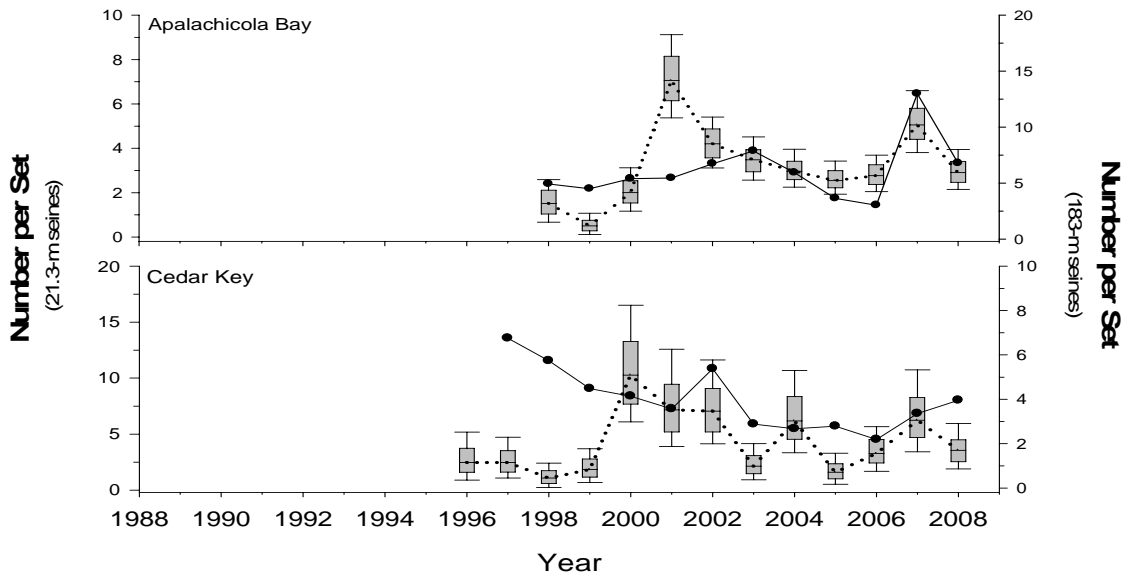 Apalachicola Bay
10
8
6
4
2
0
20
15
10
5
0
Cedar Key
20
15
10
5
0
10
8
6
4
2
0
Number per Set
(21.3-m seines)
Number per Set
(183-m seines)
1988 1990 1992 1994 1996 1998 2000 2002 2004 2006 2008
Year